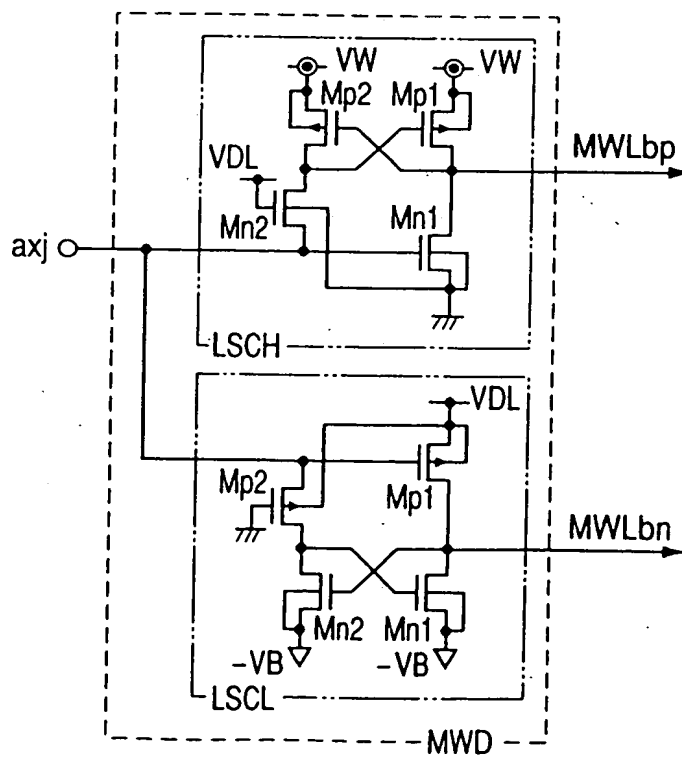 VW
VW
Mp2
Mp1
VDL
MWLbp
Mn2
Mn1
axj
LSCH
VDL
Mp2
Mp1
MWLbn
Mn2
Mn1
-VB
-VB
LSCL
MWD